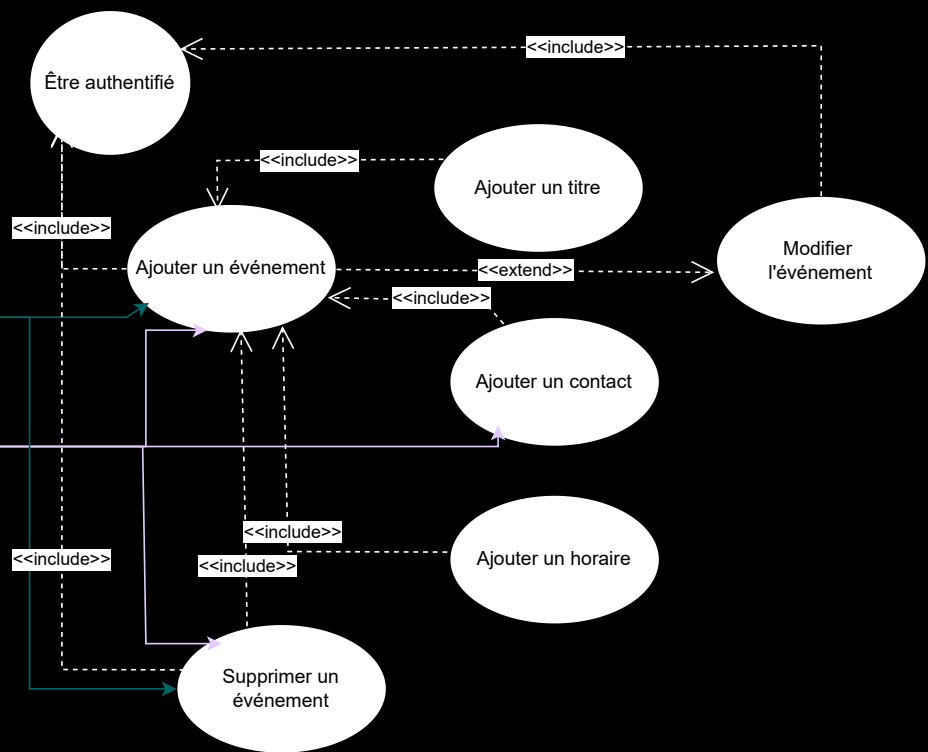 <<include>>
Être authentifié
<<include>>
Ajouter un titre
<<include>>
Modifier
l'événement
Ajouter un événement
<<extend>>
<<include>>
Ajouter un contact
<<include>>
<<include>>
Ajouter un horaire
<<include>>
Supprimer un
événement